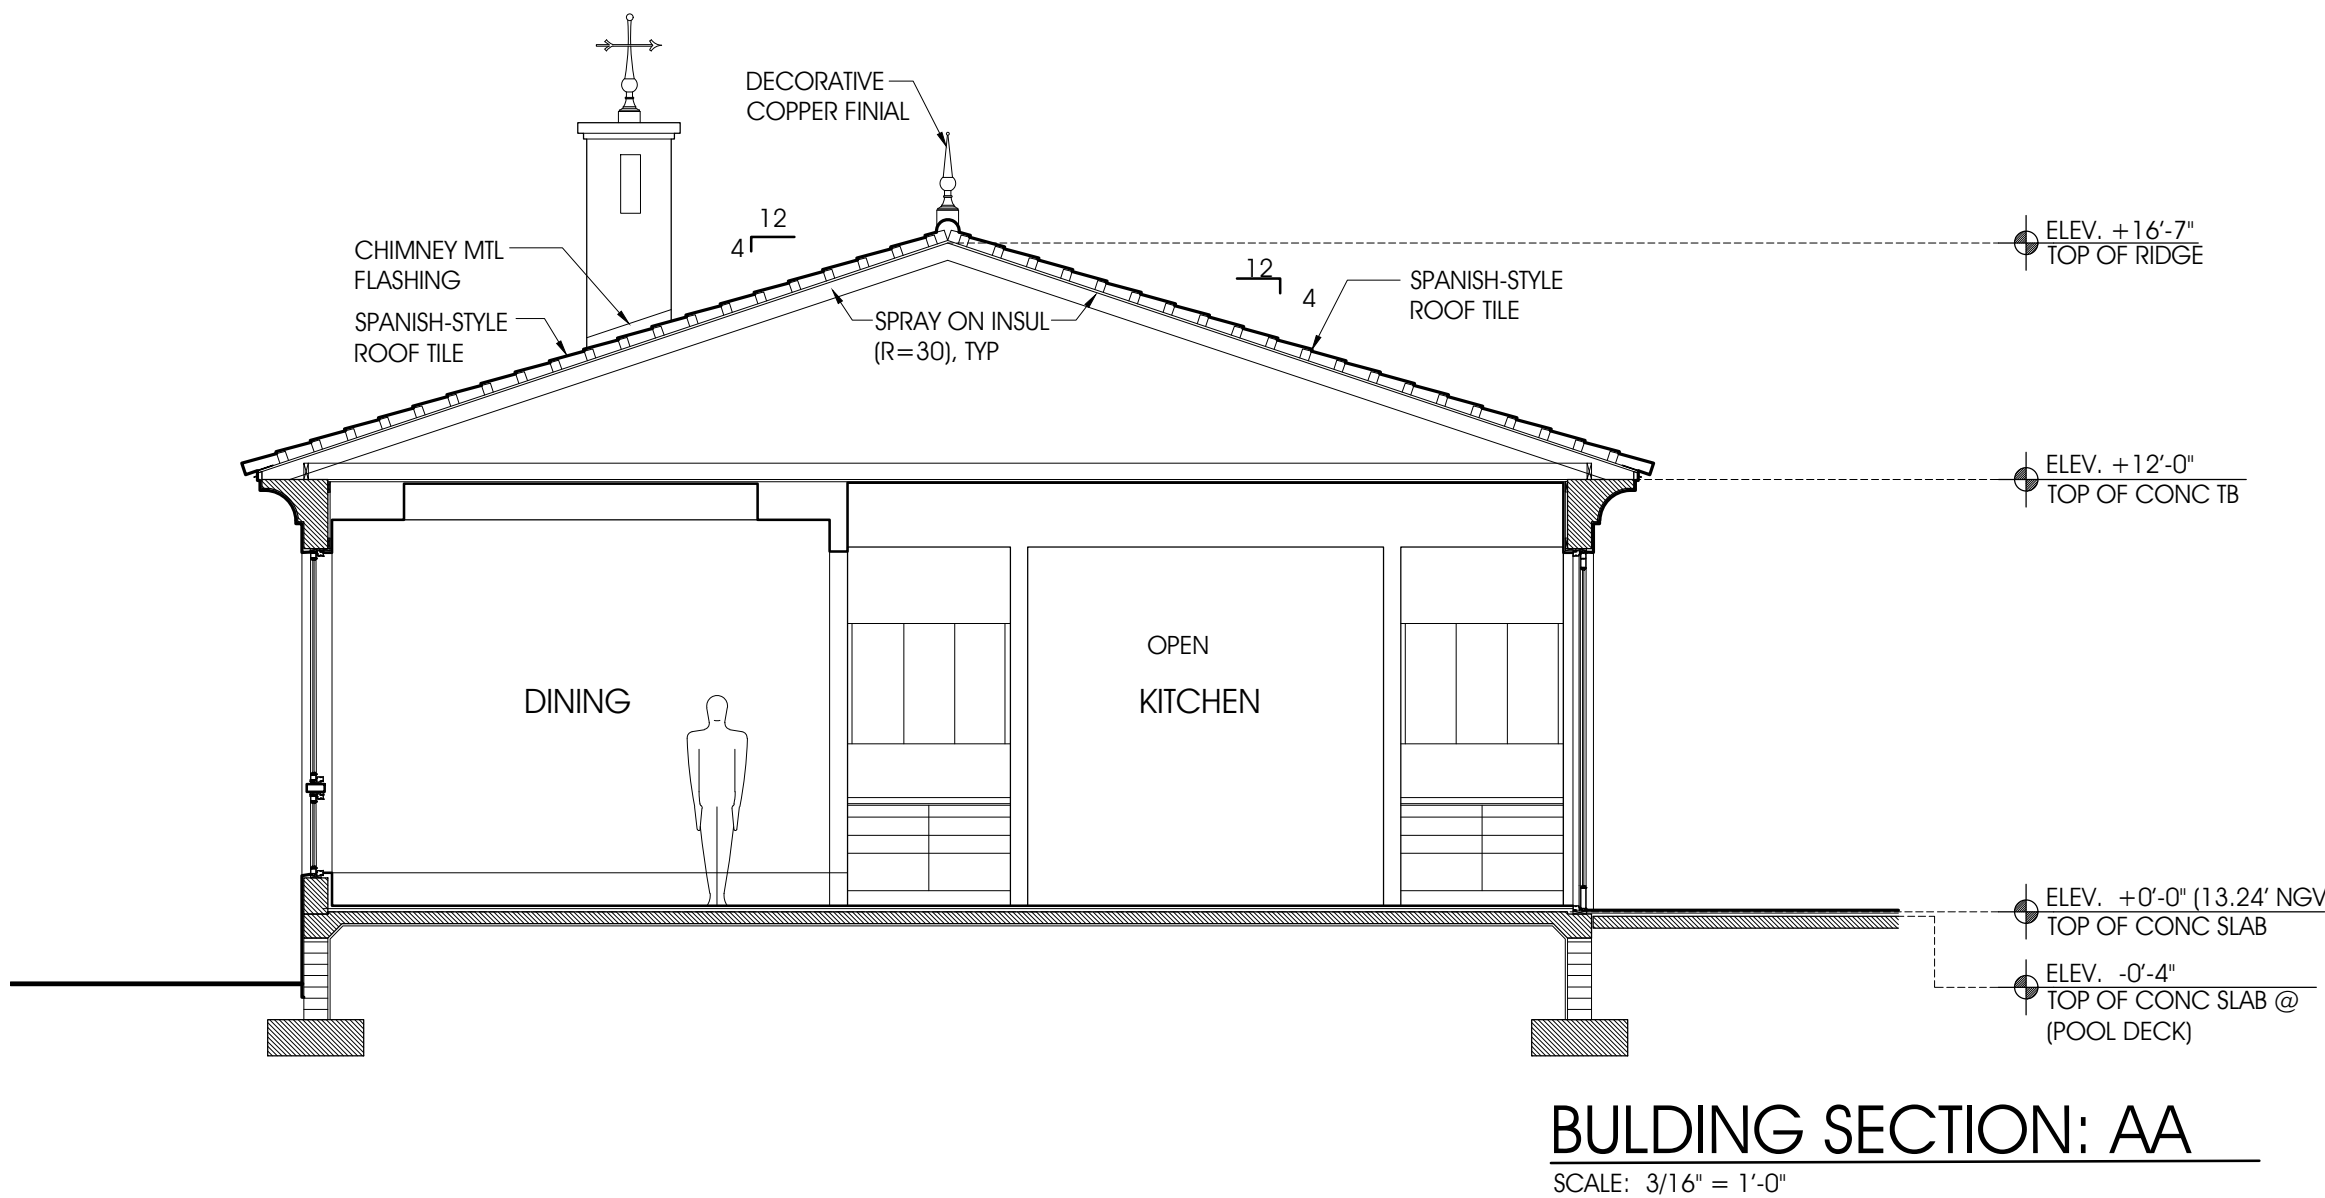 DECORATIVE
COPPER FINIAL
12
4
CHIMNEY MTL
FLASHING
SPANISH-STYLE
ROOF TILE
SPRAY ON INSUL
(R=30), TYP
12
4
SPANISH-STYLE
ROOF TILE
ELEV. +16'-7"
TOP OF RIDGE
ELEV. +12'-0"
TOP OF CONC TB
DINING
OPEN
KITCHEN
ELEV. +0'-0" (13.24' NGV
TOP OF CONC SLAB
ELEV. -0'-4"
TOP OF CONC SLAB @
(POOL DECK)
BULDING SECTION: AA
SCALE: 3/16" = 1'-0"